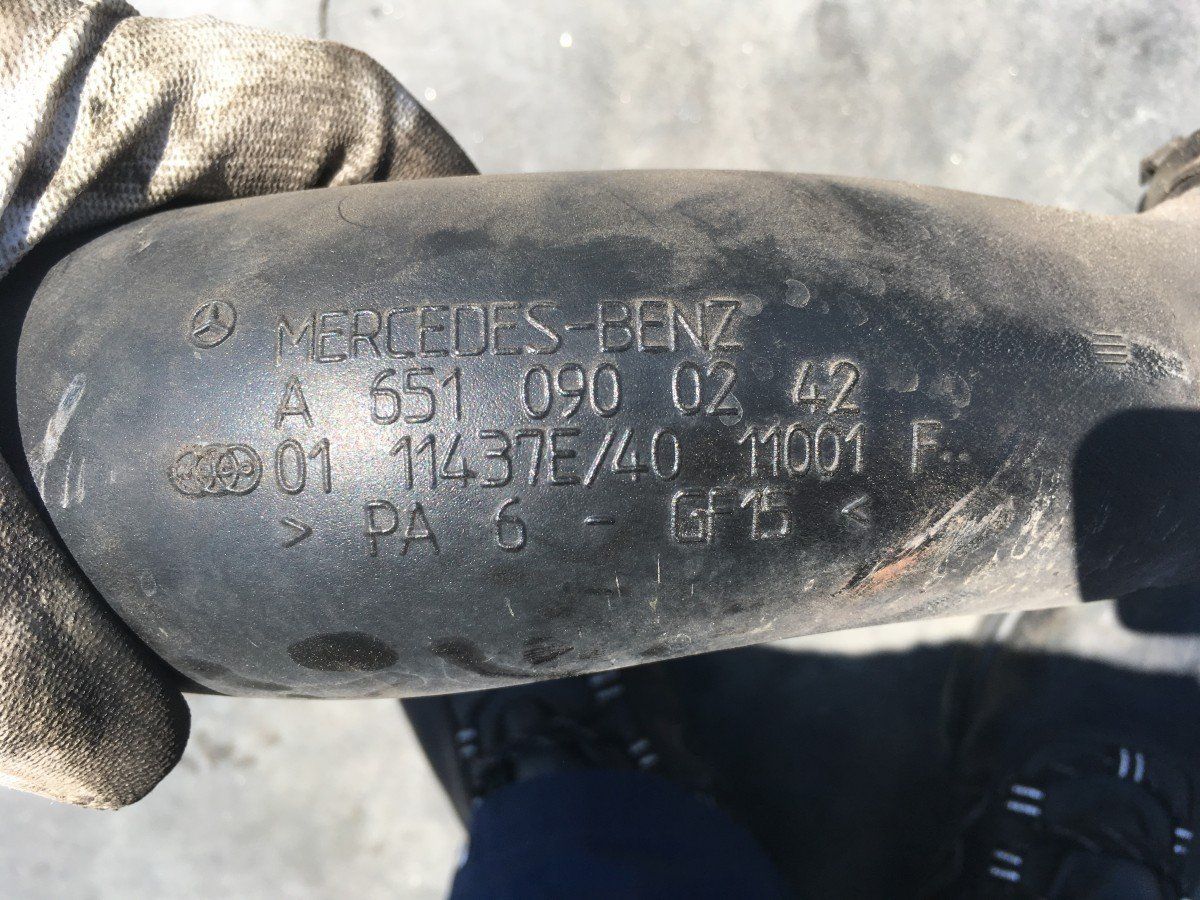 MERCEDES-BENZ
A 651 090 02 42
01 11437E/40 11001 F
> PA 6 - GF15 <